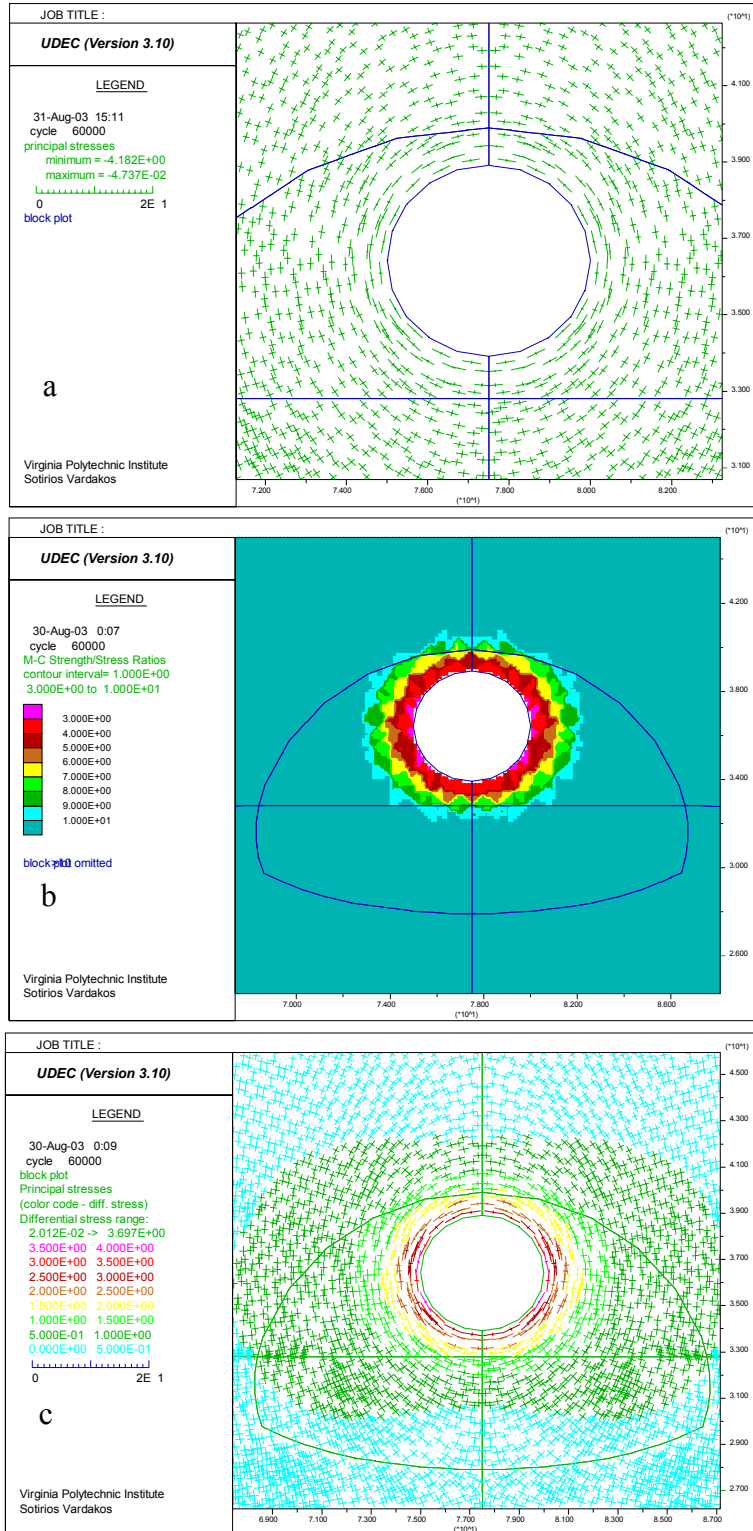 JOB TITLE :
UDEC (Version 3.10)
LEGEND
31-Aug-03 15:11
cycle 60000
principal stresses
minimum = -4.182E+00
maximum = -4.737E-02
0 2E 1
block plot
a
Virginia Polytechnic Institute
Sotirios Vardakos
(*10^1)
4.100
3.900
3.700
3.500
3.300
3.100
7.200 7.400 7.600 7.800 8.000 8.200
(*10^1)
JOB TITLE :
UDEC (Version 3.10)
LEGEND
30-Aug-03 0:07
cycle 60000
M-C Strength/Stress Ratios
contour interval= 1.000E+00
3.000E+00 to 1.000E+01
3.000E+00
4.000E+00
5.000E+00
6.000E+00
7.000E+00
8.000E+00
9.000E+00
1.000E+01
block plot omitted
b
Virginia Polytechnic Institute
Sotirios Vardakos
(*10^1)
4.200
3.800
3.400
3.000
2.600
7.000 7.400 7.800 8.200 8.600
(*10^1)
JOB TITLE :
UDEC (Version 3.10)
LEGEND
30-Aug-03 0:09
cycle 60000
block plot
Principal stresses
(color code - diff. stress)
Differential stress range:
2.012E-02 -> 3.697E+00
3.500E+00 4.000E+00
3.000E+00 3.500E+00
2.500E+00 3.000E+00
2.000E+00 2.500E+00
1.500E+00 2.000E+00
1.000E+00 1.500E+00
5.000E-01 1.000E+00
0.000E+00 5.000E-01
0 2E 1
c
Virginia Polytechnic Institute
Sotirios Vardakos
(*10^1)
4.500
4.300
4.100
3.900
3.700
3.500
3.300
3.100
2.900
2.700
6.900 7.100 7.300 7.500 7.700 7.900 8.100 8.300 8.500 8.700
(*10^1)